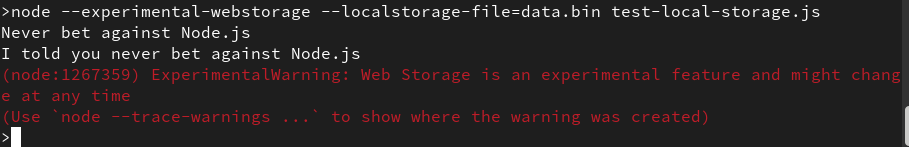 >node --experimental-webstorage --localstorage-file=data.bin test-local-storage.js
Never bet against Node.js
I told you never bet against Node.js
(node:1267359) ExperimentalWarning: Web Storage is an experimental feature and might chang
e at any time
(Use `node --trace-warnings ...` to show where the warning was created)
>